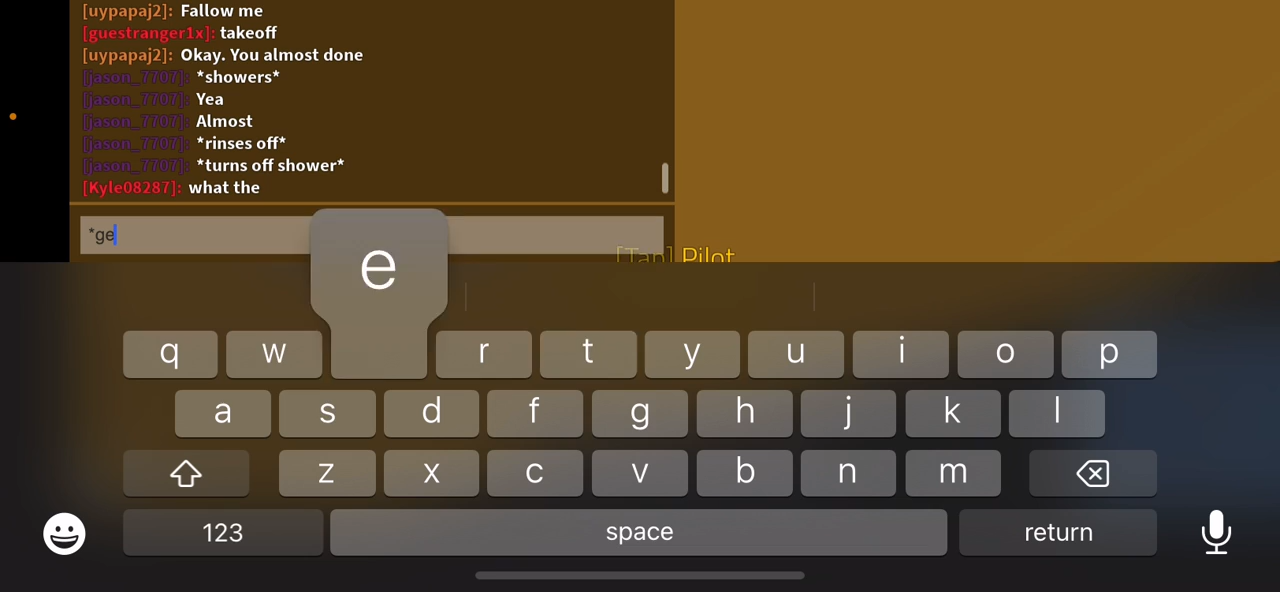 [uypapaj2]: Fallow me
[guestranger1x]: takeoff
[uypapaj2]: Okay. You almost done
[jason_7707]: *showers*
[jason_7707]: Yea
[jason_7707]: Almost
[jason_7707]: *rinses off*
[jason_7707]: *turns off shower*
[Kyle08287]: what the
*ge
[Tap] Pilot
e
q w r t y u i o p
a s d f g h j k l
z x c v b n m
123 space return